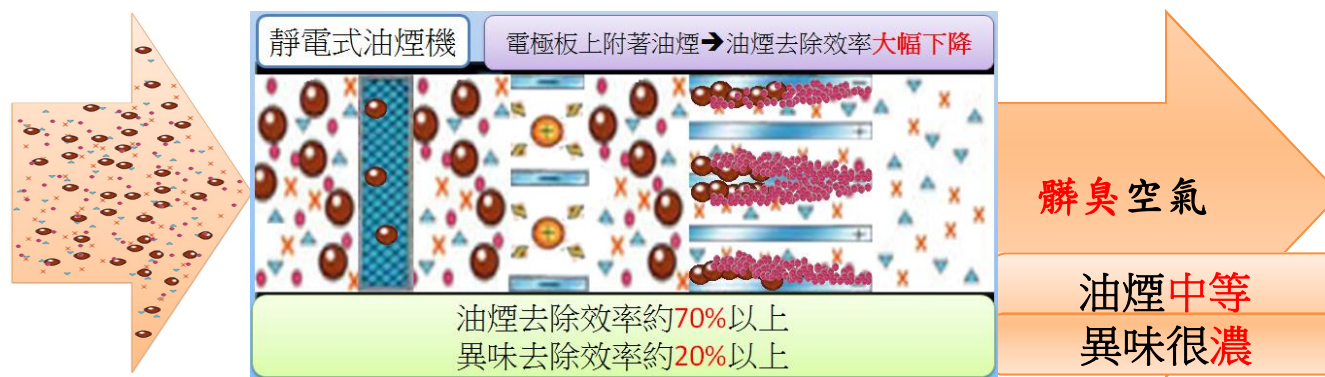 靜電式油煙機
電極板上附著油煙➔油煙去除效率大幅下降
髒臭空氣
油煙中等
異味很濃
油煙去除效率約70%以上
異味去除效率約20%以上